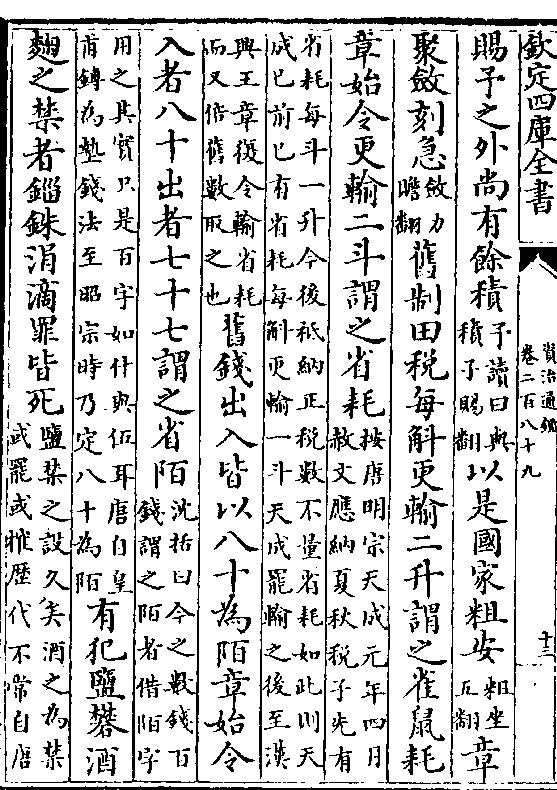 欽定四庫全書
資治通鑑
卷二百八十九
十三
賜予之外尚有餘積予讀曰與積子賜翻以是國家粗安粗坐五翻章
聚斂刻急斂力瞻翻舊制田稅每斛更輸二升謂之雀鼠耗
章始令更輸二斗謂之省耗按唐明宗天成元年四月赦文應納夏秋稅子先有
省耗每斗一升今後祗納正稅數不量省耗如此則天成已前已有省耗每斛更輸一斗天成罷輸之後至漢
興王章復令輸省耗而又倍舊數取之也舊錢出入皆以八十為陌章始令
入者八十出者七十七謂之省陌沈括曰今之數錢百錢謂之陌者借陌字
用之其實只是百字如什與伍耳唐自皇甫鎛為墊錢法至昭宗時乃定八十為陌有犯鹽礬酒
麴之禁者錙銖涓滴罪皆死鹽禁之設久矣酒之為禁或罷或榷歷代不常自唐